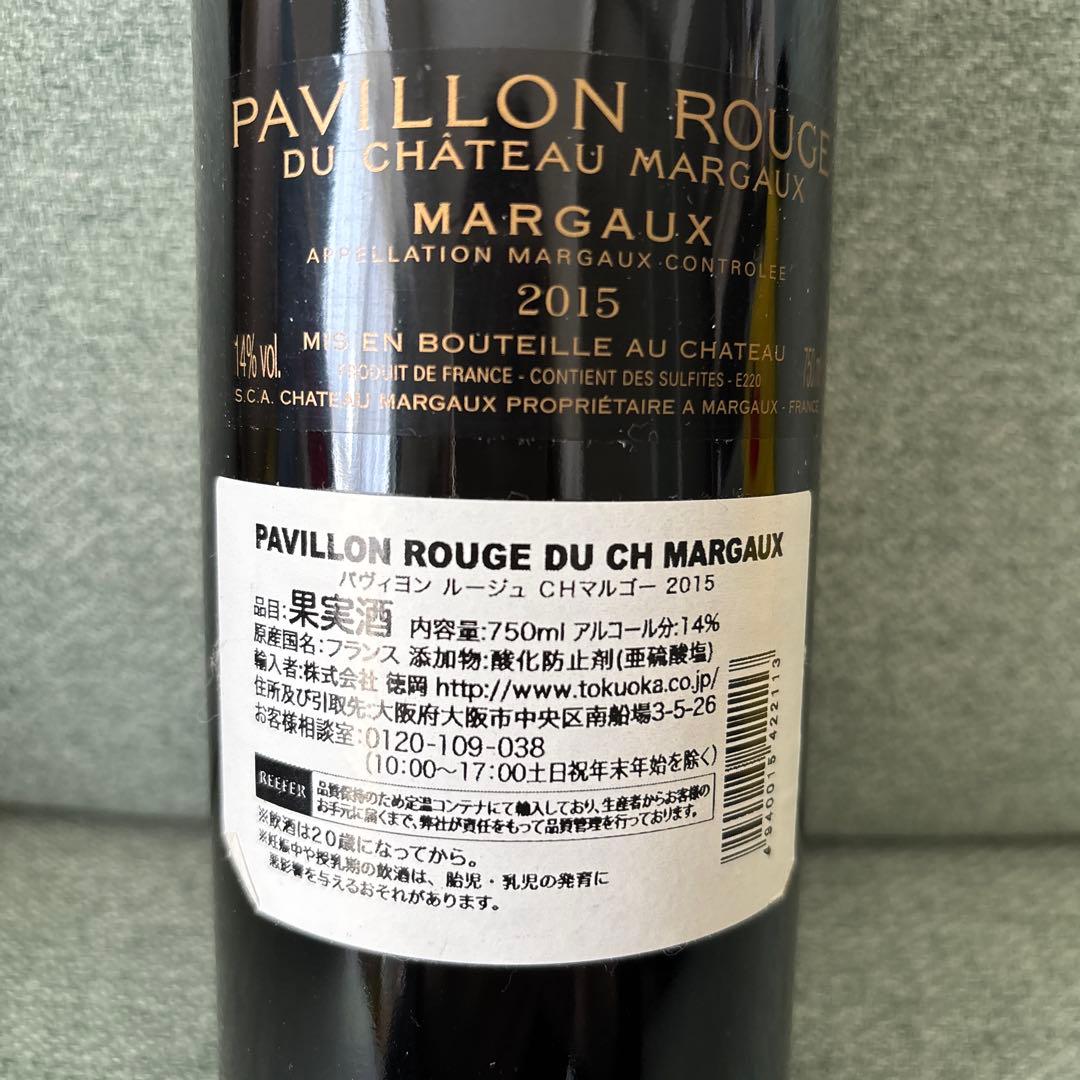 PAVILLON ROUGE
DU CHÂTEAU MARGAUX
MARGAUX
APPELLATION MARGAUX CONTROLÉE
2015
14% vol. MIS EN BOUTEILLE AU CHATEAU 750 ml
PRODUIT DE FRANCE - CONTIENT DES SULFITES - E220
S.C.A. CHATEAU MARGAUX PROPRIÉTAIRE A MARGAUX - FRANCE
PAVILLON ROUGE DU CH MARGAUX
パヴィヨン ルージュ CHマルゴー 2015
品目:果実酒 内容量:750ml アルコール分:14%
原産国名:フランス 添加物:酸化防止剤(亜硫酸塩)
輸入者:株式会社 徳岡 http://www.tokuoka.co.jp/
住所及び引取先:大阪府大阪市中央区南船場3-5-26
お客様相談室:0120-109-038
(10:00〜17:00土日祝年末年始を除く)
REEFER 品質保持のため定温コンテナにて輸入しており、生産者からお客様の
お手元に届くまで、弊社が責任をもって品質管理を行っております。
※飲酒は20歳になってから。
※妊娠中や授乳期の飲酒は、胎児・乳児の発育に
悪影響を与えるおそれがあります。
4940015422113